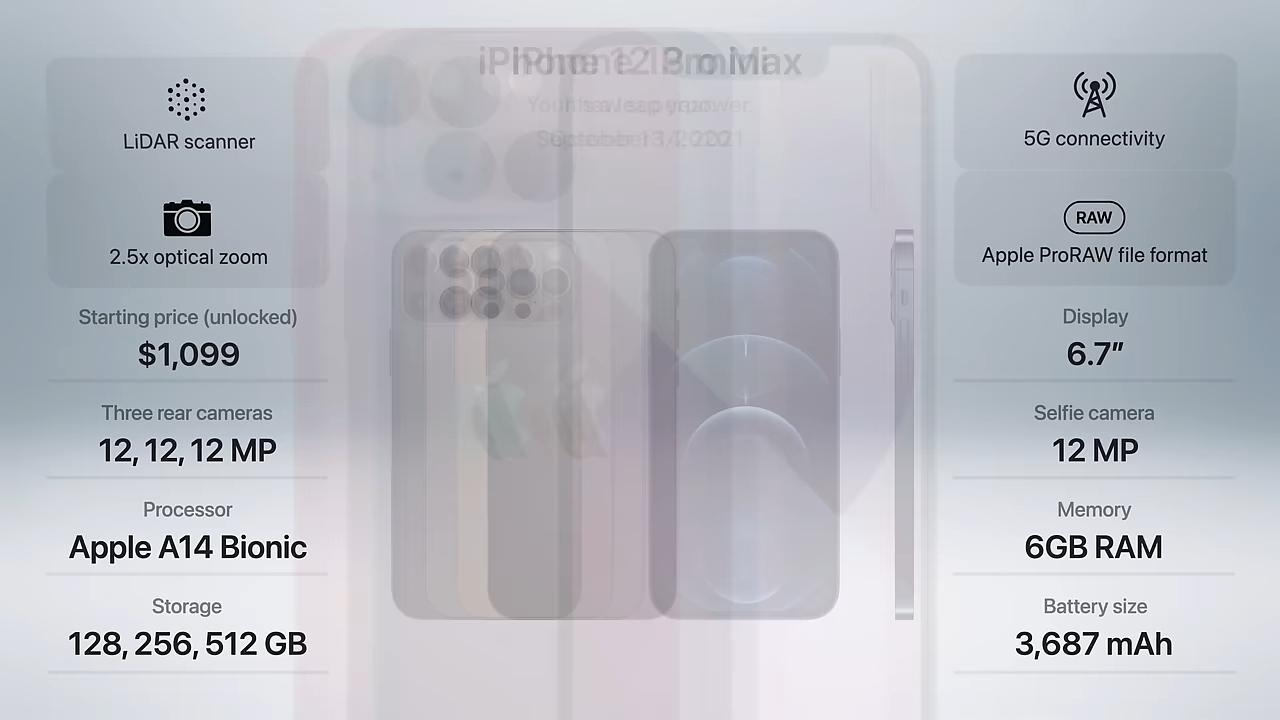 LiDAR scanner
2.5x optical zoom
Starting price (unlocked)
$1,099
Three rear cameras
12, 12, 12 MP
Processor
Apple A14 Bionic
Storage
128, 256, 512 GB
5G connectivity
RAW
Apple ProRAW file format
Display
6.7″
Selfie camera
12 MP
Memory
6GB RAM
Battery size
3,687 mAh